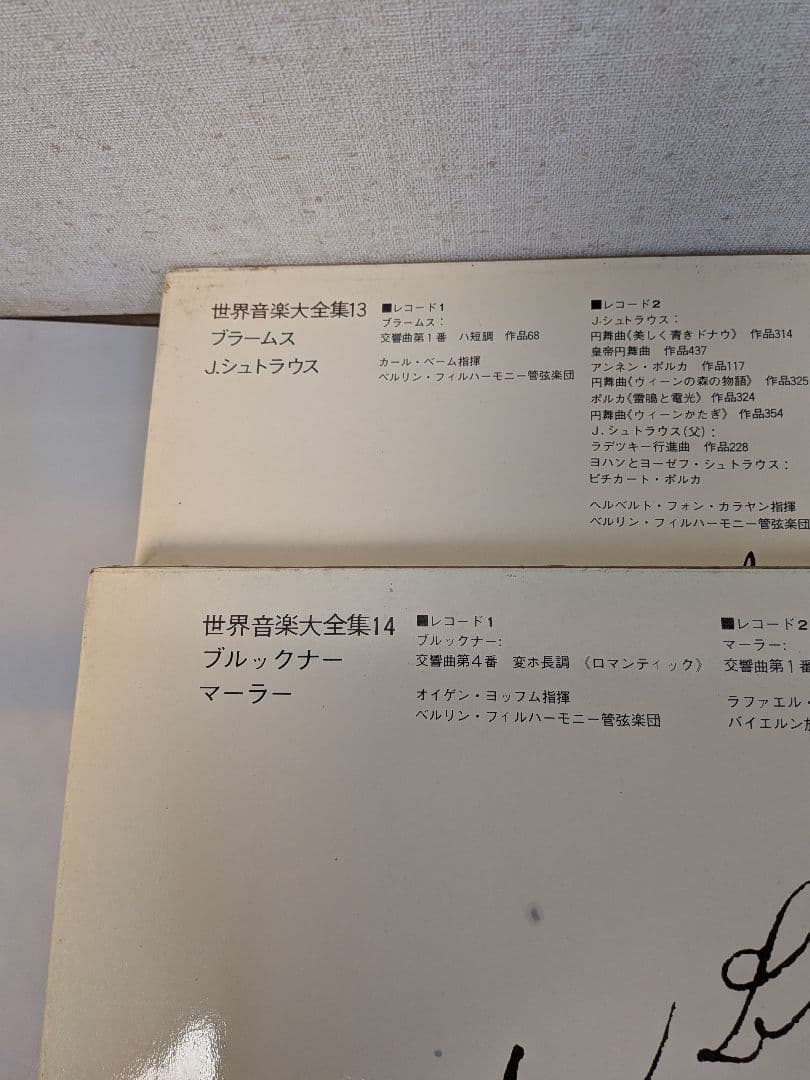 世界音楽大全集13
ブラームス
J.シュトラウス
■レコード1
ブラームス:
交響曲第1番 ハ短調 作品68
カール・ベーム指揮
ベルリン・フィルハーモニー管弦楽団
■レコード2
J.シュトラウス:
円舞曲《美しく青きドナウ》 作品314
皇帝円舞曲 作品437
アンネン・ポルカ 作品117
円舞曲《ウィーンの森の物語》 作品325
ポルカ《雷鳴と電光》 作品324
円舞曲《ウィーンかたぎ》 作品354
J.シュトラウス(父):
ラデツキー行進曲 作品228
ヨハンとヨーゼフ・シュトラウス:
ピチカート・ポルカ
ヘルベルト・フォン・カラヤン指揮
ベルリン・フィルハーモニー管弦楽団
世界音楽大全集14
ブルックナー
マーラー
■レコード1
ブルックナー:
交響曲第4番 変ホ長調 《ロマンティック》
オイゲン・ヨッフム指揮
ベルリン・フィルハーモニー管弦楽団
■レコード2
マーラー:
交響曲第1番
ラファエル・
バイエルン放